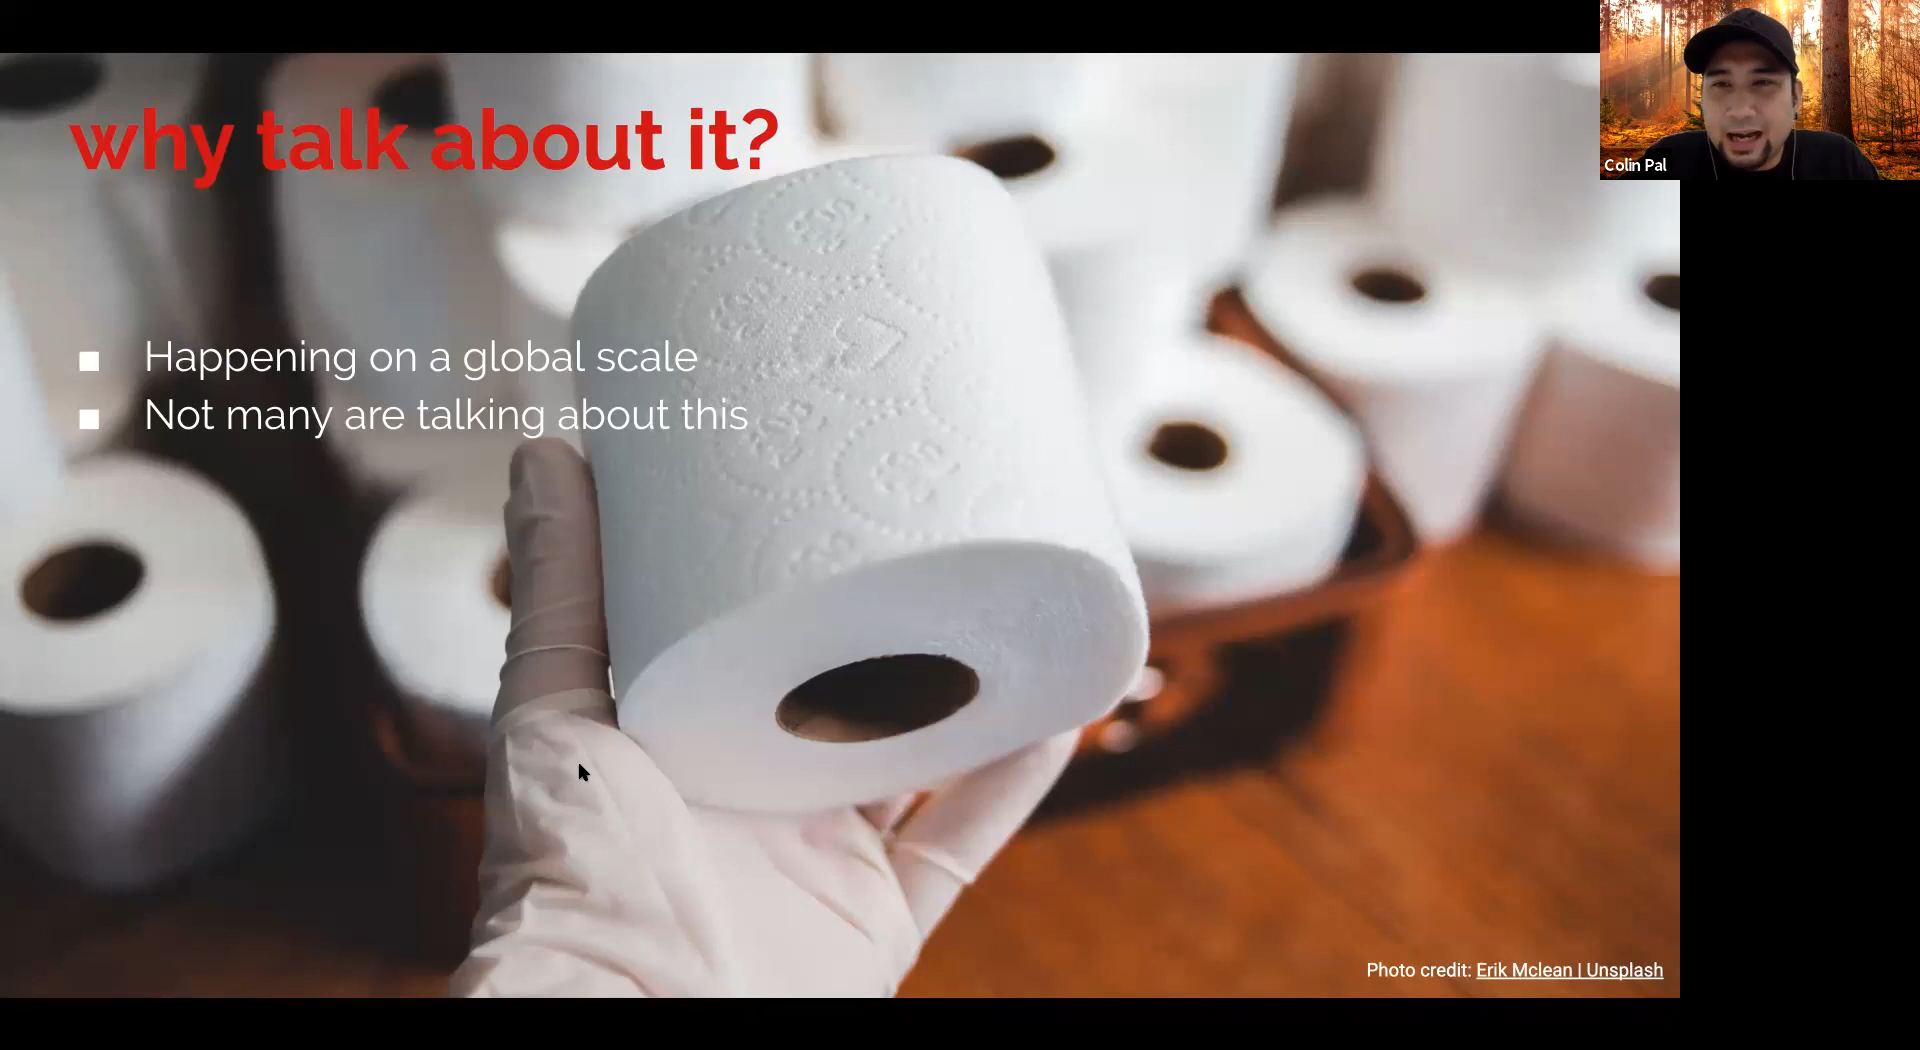 why talk about it?
Colin Pal
Happening on a global scale
Not many are talking about this
Photo credit: Erik Mclean | Unsplash